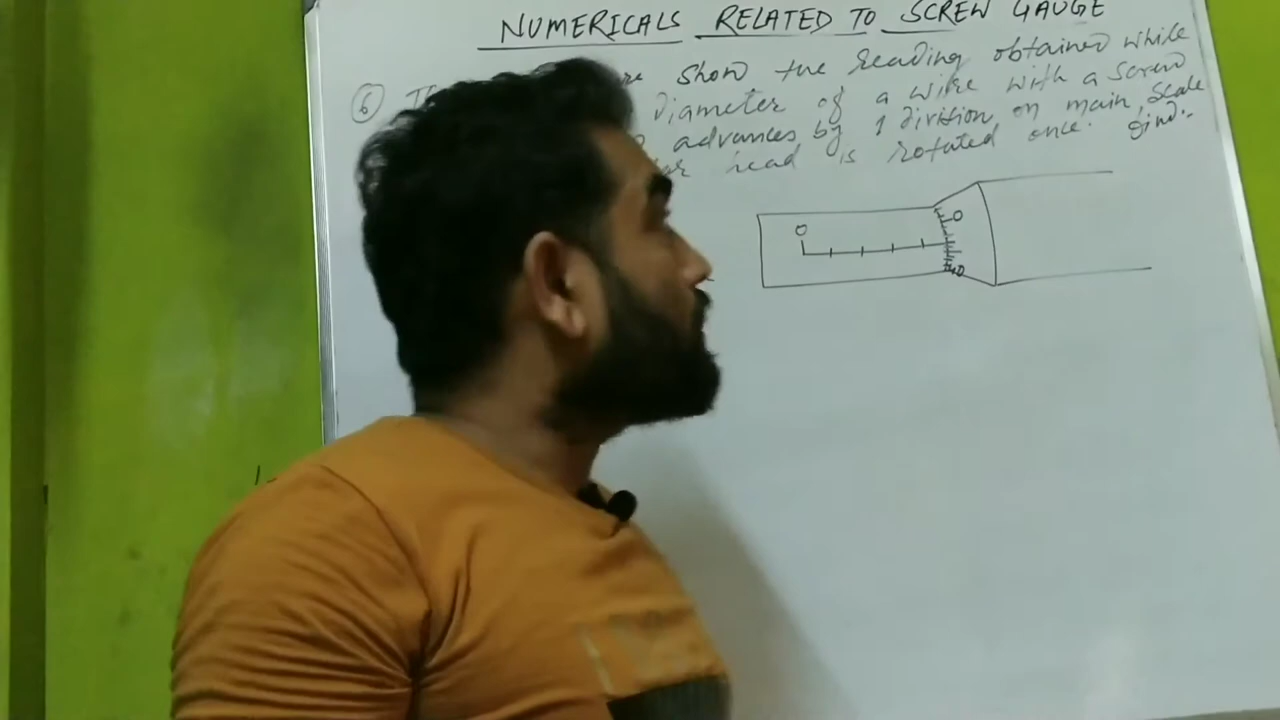 NUMERICALS RELATED TO SCREW GAUGE
6 show the reading obtained while
Diameter of a wire with a screw
advances by 1 division on main scale
head is rotated once. Find:-
0
0
40